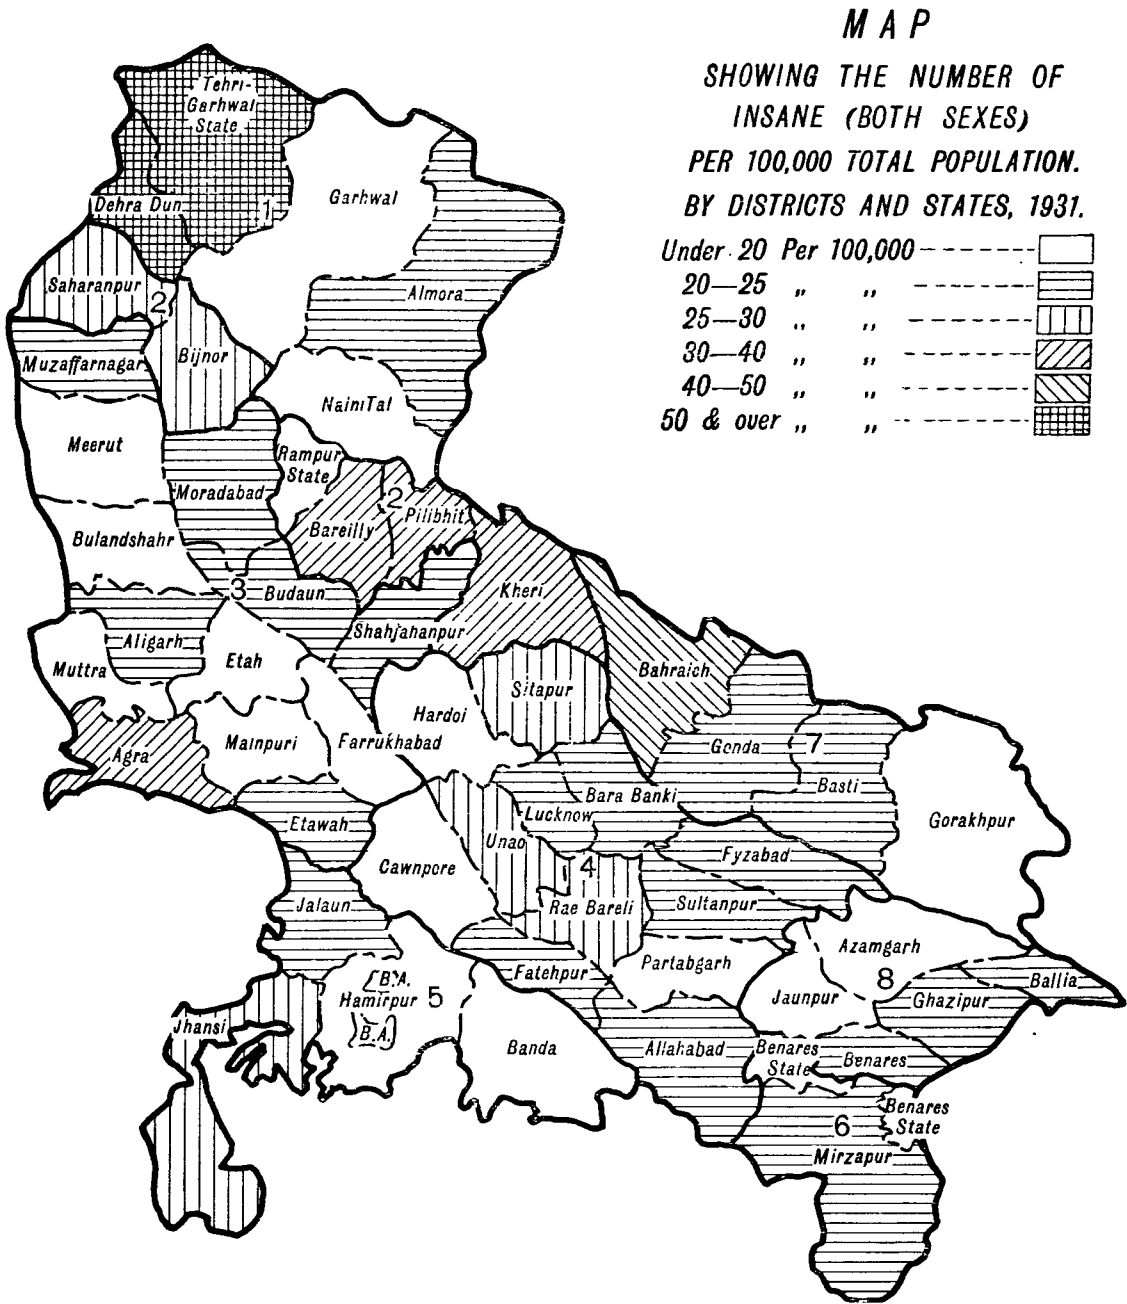 MAP
SHOWING THE NUMBER OF
INSANE (BOTH SEXES)
PER 100,000 TOTAL POPULATION.
BY DISTRICTS AND STATES, 1931.
Under 20 Per 100,000
20—25 „ „
25—30 „ „
30—40 „ „
40—50 „ „
50 & over „ „
Tehri-
Garhwal
State
Dehra Dun
1
Garhwal
Saharanpur
2
Almora
Muzaffarnagar
Bijnor
Naini Tal
Meerut
Rampur
State
Moradabad
2
Pilibhit
Bareilly
Bulandshahr
3
Budaun
Kheri
Aligarh
Shahjahanpur
Muttra
Etah
Bahraich
Sitapur
Hardoi
Agra
Mainpuri
Farrukhabad
Gonda
7
Basti
Bara Banki
Lucknow
Gorakhpur
Etawah
Unao
Cawnpore
4
Fyzabad
Jalaun
Rae Bareli
Sultanpur
Azamgarh
Partabgarh
Fatehpur
8
Ballia
B.A.
Hamirpur
5
Jaunpur
Ghazipur
Jhansi
B.A.
Banda
Allahabad
Benares
State
Benares
Benares
State
6
Mirzapur